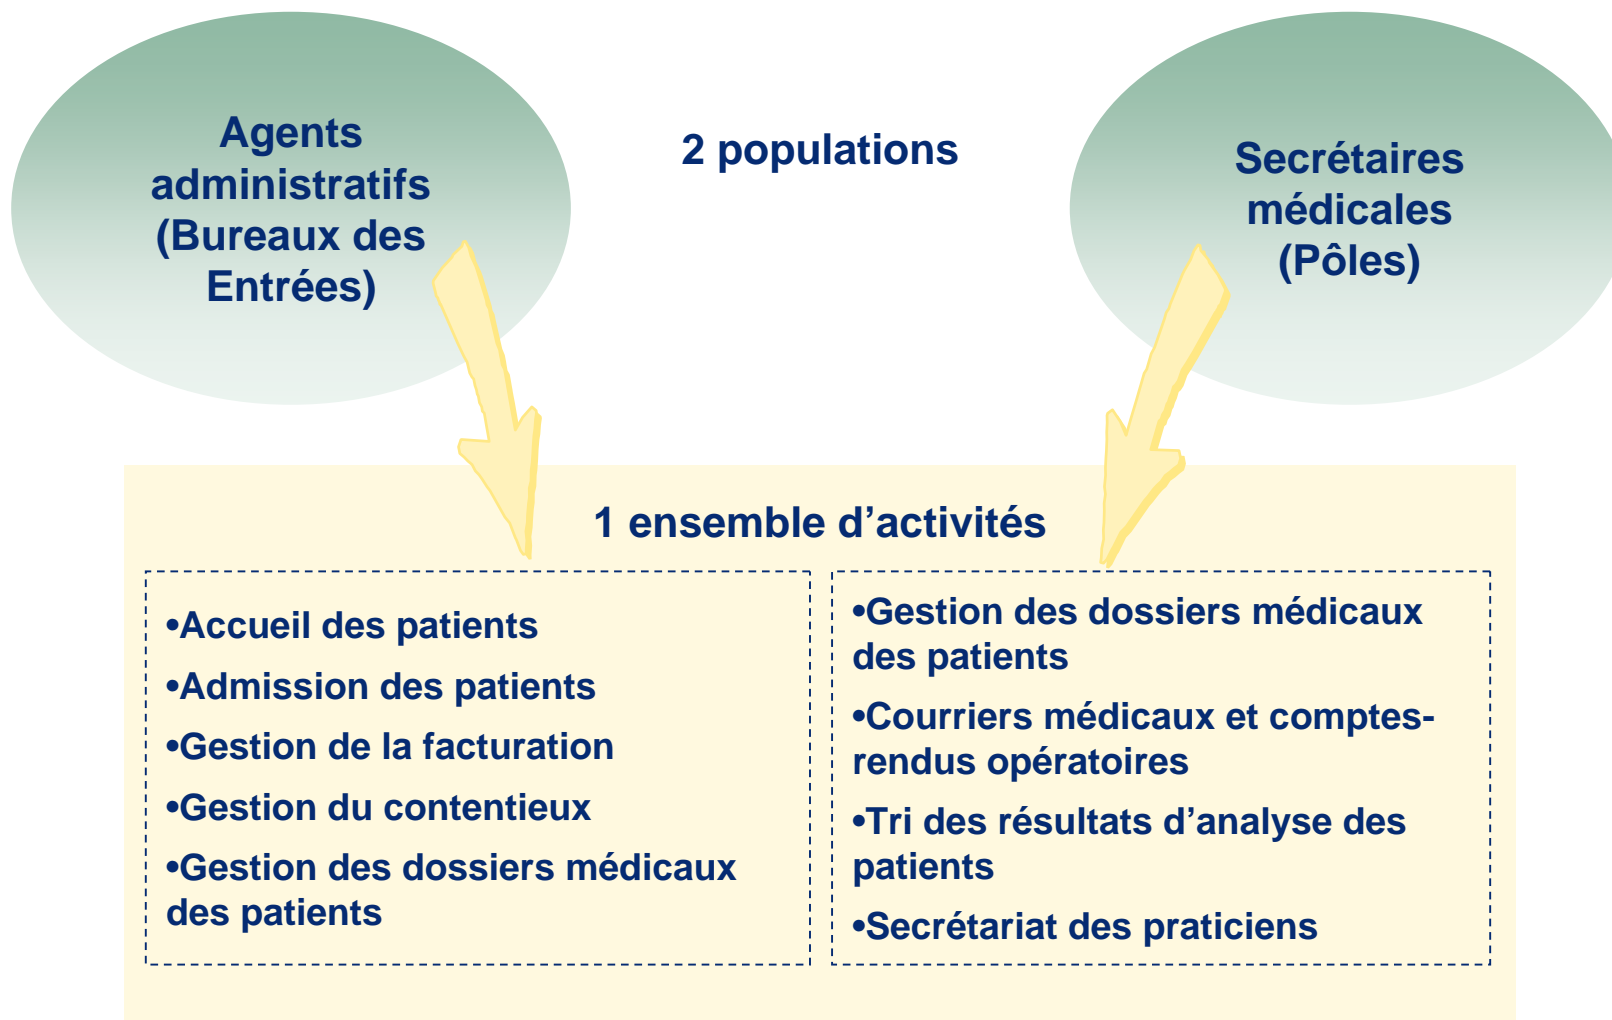 Agents
administratifs
(Bureaux des
Entrées)
2 populations
Secrétaires
médicales
(Pôles)
1 ensemble d’activités
•Accueil des patients
•Admission des patients
•Gestion de la facturation
•Gestion du contentieux
•Gestion des dossiers médicaux
des patients
•Gestion des dossiers médicaux
des patients
•Courriers médicaux et comptes-
rendus opératoires
•Tri des résultats d’analyse des
patients
•Secrétariat des praticiens